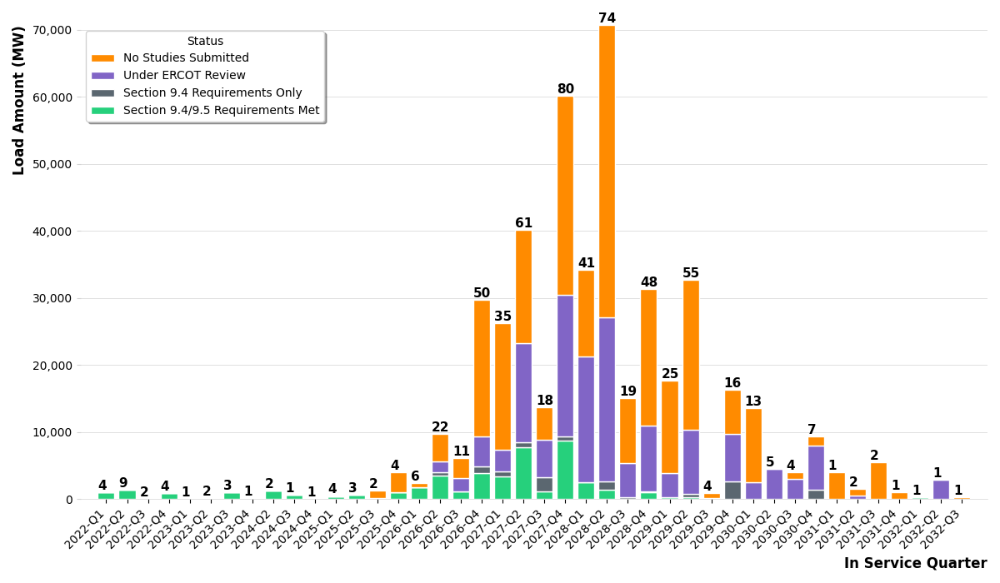 Load Amount (MW)
70,000
60,000
50,000
40,000
30,000
20,000
10,000
0
Status
No Studies Submitted
Under ERCOT Review
Section 9.4 Requirements Only
Section 9.4/9.5 Requirements Met
4 9 2 4 1 2 3 1 2 1 1 4 3 2 4 6 22 11 50 35 61 18 80 41 74 19 48 25 55 4 16 13 5 4 7 1 2 2 1 1 1 1
2022-Q1
2022-Q2
2022-Q3
2022-Q4
2023-Q1
2023-Q2
2023-Q3
2023-Q4
2024-Q2
2024-Q3
2024-Q4
2025-Q1
2025-Q2
2025-Q3
2025-Q4
2026-Q1
2026-Q2
2026-Q3
2026-Q4
2027-Q1
2027-Q2
2027-Q3
2027-Q4
2028-Q1
2028-Q2
2028-Q3
2028-Q4
2029-Q1
2029-Q2
2029-Q3
2029-Q4
2030-Q1
2030-Q2
2030-Q3
2030-Q4
2031-Q1
2031-Q2
2031-Q3
2031-Q4
2032-Q1
2032-Q2
2032-Q3
In Service Quarter